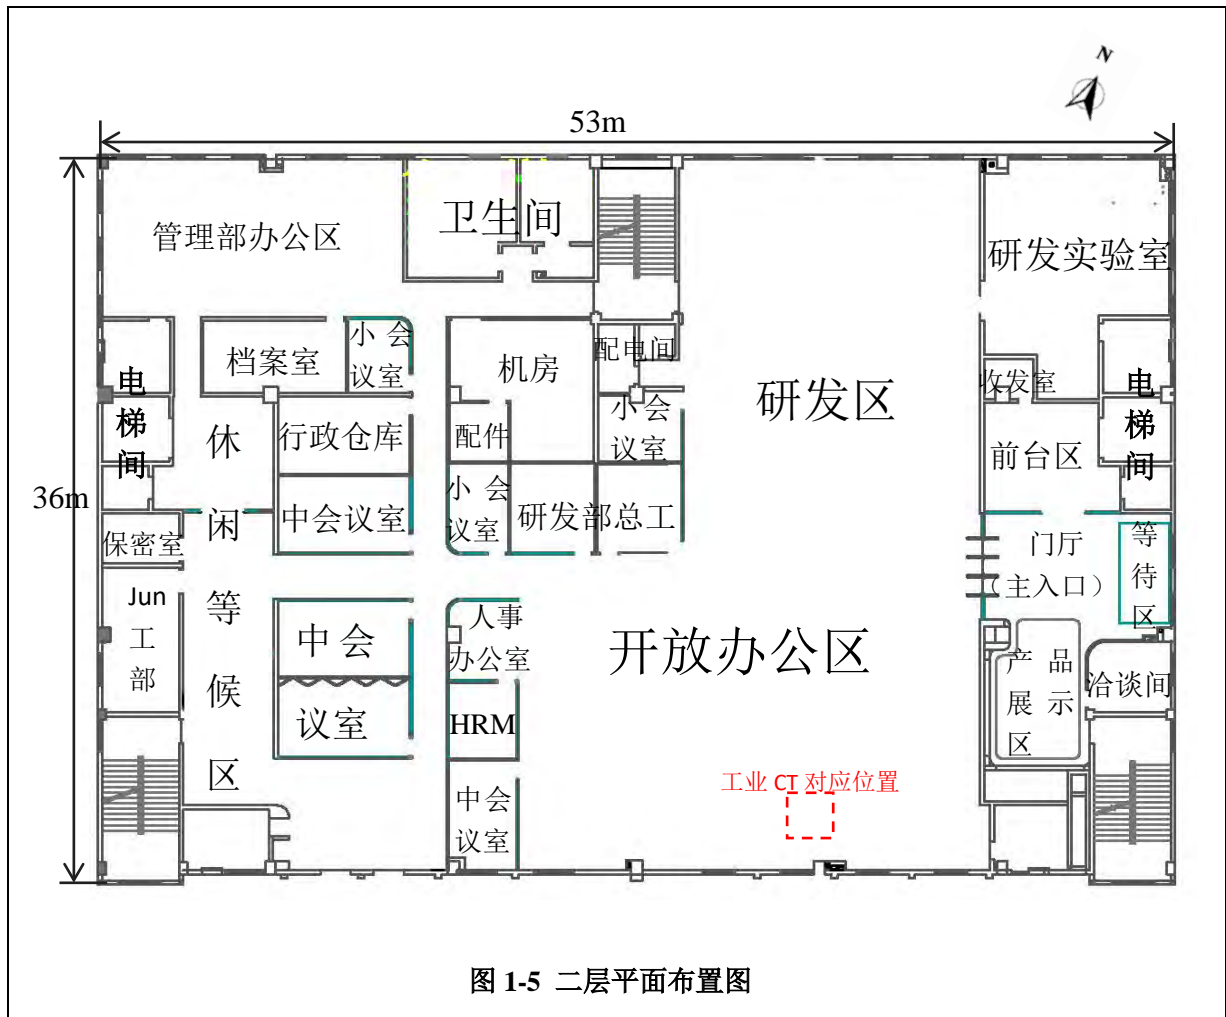 N
53m
36m
管理部办公区
卫生间
研发实验室
档案室
小 会
议室
机房
配电间
收发室
电
梯
间
电
梯
间
休
闲
等
候
区
行政仓库
配件
小会
议室
研发区
前台区
中会议室
小 会
议室
研发部总工
保密室
门厅
（主入口）
等
待
区
Jun
工
部
中会
议室
人事
办公室
开放办公区
产 品
展 示
区
洽谈间
HRM
中会
议室
工业 CT 对应位置
图 1-5 二层平面布置图